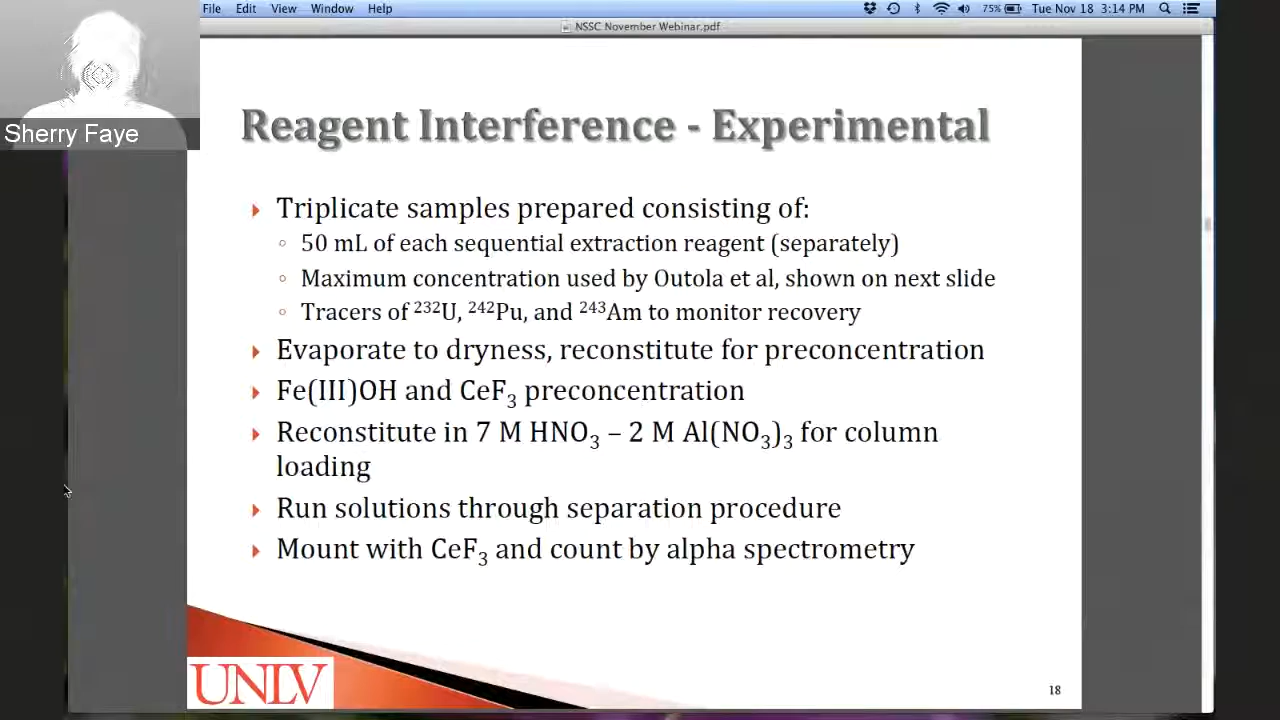 File Edit View Window Help 75% Tue Nov 18 3:14 PM
NSSC November Webinar.pdf
Sherry Faye
Reagent Interference - Experimental
Triplicate samples prepared consisting of:
50 mL of each sequential extraction reagent (separately)
Maximum concentration used by Outola et al, shown on next slide
Tracers of ²³²U, ²⁴²Pu, and ²⁴³Am to monitor recovery
Evaporate to dryness, reconstitute for preconcentration
Fe(III)OH and CeF₃ preconcentration
Reconstitute in 7 M HNO₃ – 2 M Al(NO₃)₃ for column
loading
Run solutions through separation procedure
Mount with CeF₃ and count by alpha spectrometry
UNLV
18